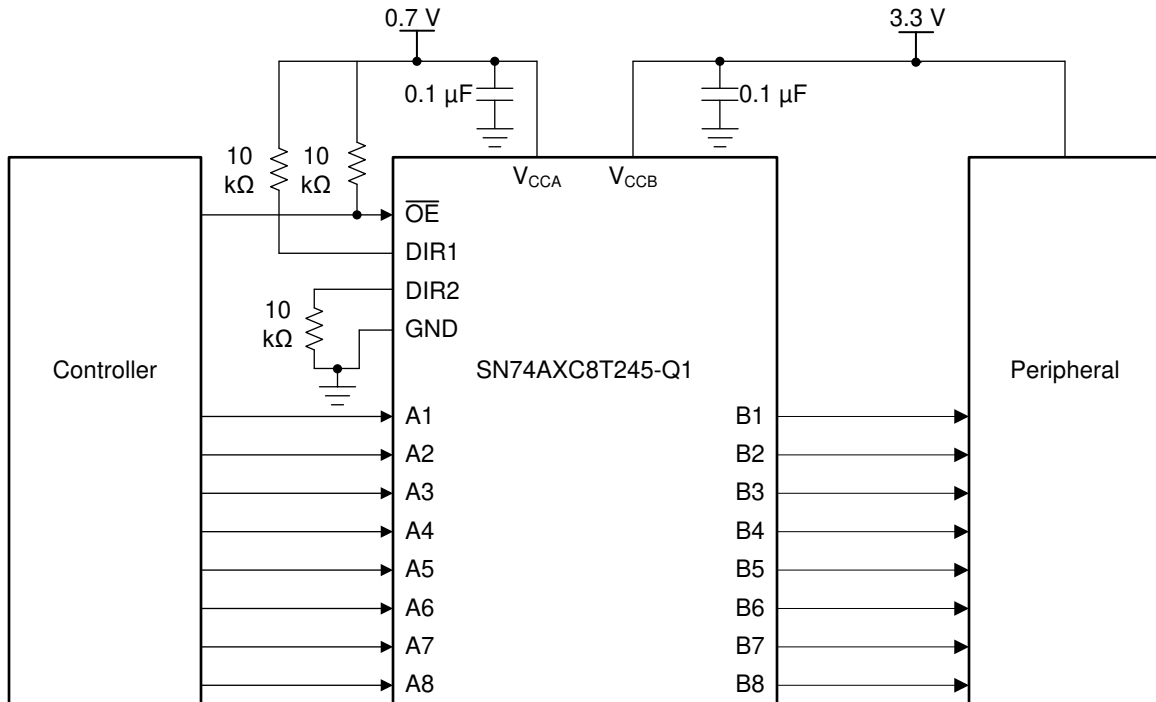 0.7 V
3.3 V
0.1 µF
0.1 µF
10
kΩ
10
kΩ
VCCA
VCCB
OE
DIR1
DIR2
10
kΩ
GND
Controller
SN74AXC8T245-Q1
Peripheral
A1
B1
A2
B2
A3
B3
A4
B4
A5
B5
A6
B6
A7
B7
A8
B8